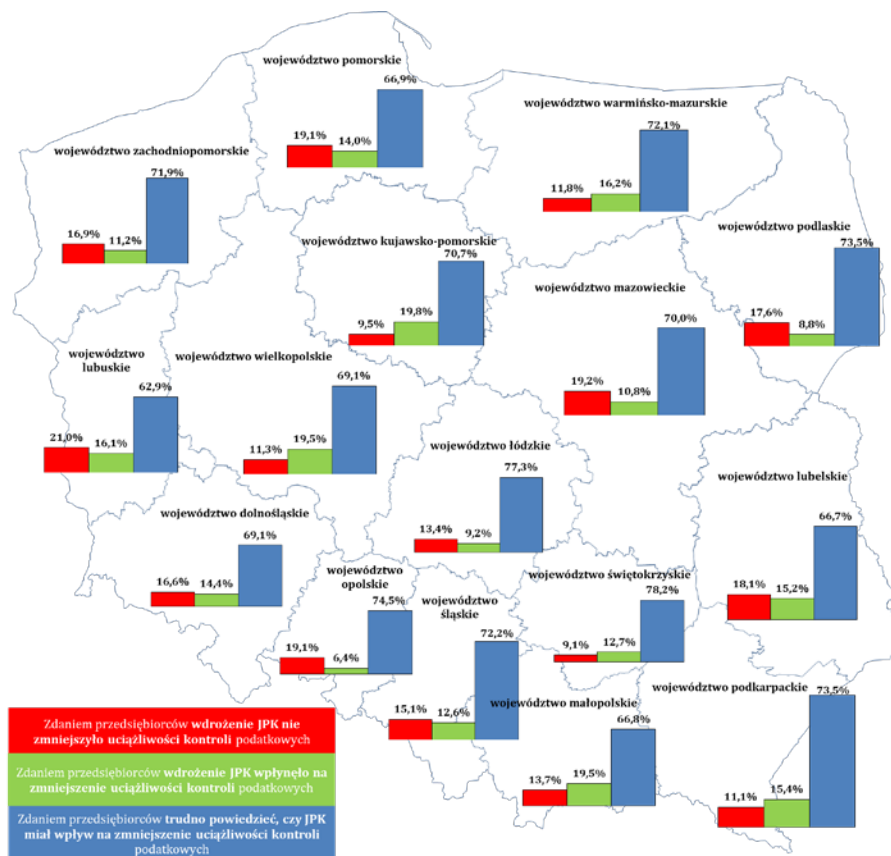 województwo pomorskie
66,9%
19,1%
14,0%
województwo warmińsko-mazurskie
72,1%
11,8%
16,2%
województwo zachodniopomorskie
71,9%
16,9%
11,2%
województwo kujawsko-pomorskie
70,7%
9,5%
19,8%
województwo podlaskie
73,5%
17,6%
8,8%
województwo mazowieckie
70,0%
19,2%
10,8%
województwo
lubuskie
62,9%
21,0%
16,1%
województwo wielkopolskie
69,1%
11,3%
19,5%
województwo łódzkie
77,3%
13,4%
9,2%
województwo lubelskie
66,7%
18,1%
15,2%
województwo dolnośląskie
69,1%
16,6%
14,4%
województwo
opolskie
74,5%
19,1%
6,4%
województwo
śląskie
72,2%
15,1%
12,6%
województwo świętokrzyskie
78,2%
9,1%
12,7%
województwo małopolskie
66,8%
13,7%
19,5%
województwo podkarpackie
73,5%
11,1%
15,4%
Zdaniem przedsiębiorców wdrożenie JPK nie
zmniejszyło uciążliwości kontroli podatkowych
Zdaniem przedsiębiorców wdrożenie JPK wpłynęło na
zmniejszenie uciążliwości kontroli podatkowych
Zdaniem przedsiębiorców trudno powiedzieć, czy JPK
miał wpływ na zmniejszenie uciążliwości kontroli
podatkowych